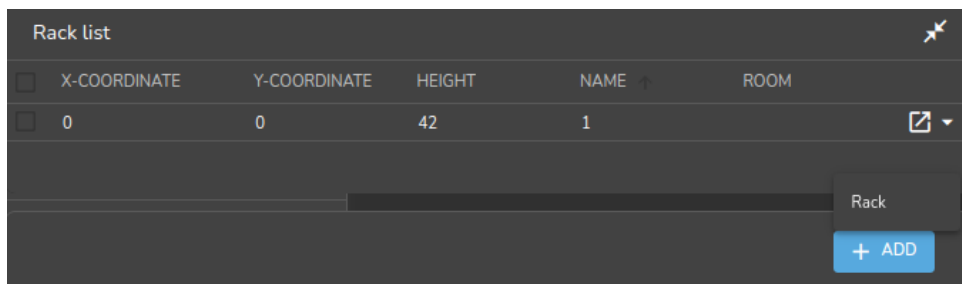 Rack list
X-COORDINATE Y-COORDINATE HEIGHT NAME ROOM
0 0 42 1
Rack
+ ADD